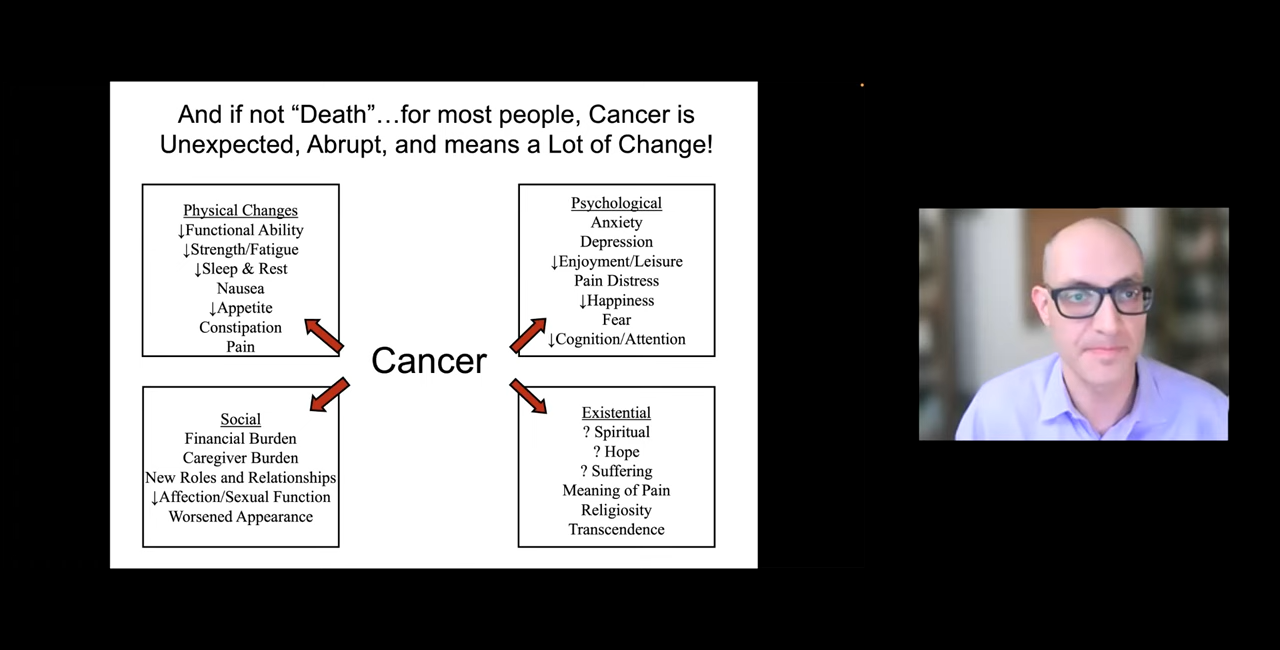 And if not “Death”…for most people, Cancer is
Unexpected, Abrupt, and means a Lot of Change!
Physical Changes
↓Functional Ability
↓Strength/Fatigue
↓Sleep & Rest
Nausea
↓Appetite
Constipation
Pain
Psychological
Anxiety
Depression
↓Enjoyment/Leisure
Pain Distress
↓Happiness
Fear
↓Cognition/Attention
Cancer
Social
Financial Burden
Caregiver Burden
New Roles and Relationships
↓Affection/Sexual Function
Worsened Appearance
Existential
? Spiritual
? Hope
? Suffering
Meaning of Pain
Religiosity
Transcendence